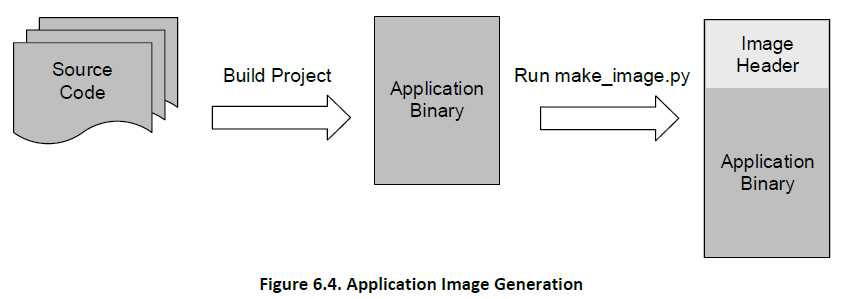 Source
Code
Build Project
Application
Binary
Run make_image.py
Image
Header
Application
Binary
Figure 6.4. Application Image Generation